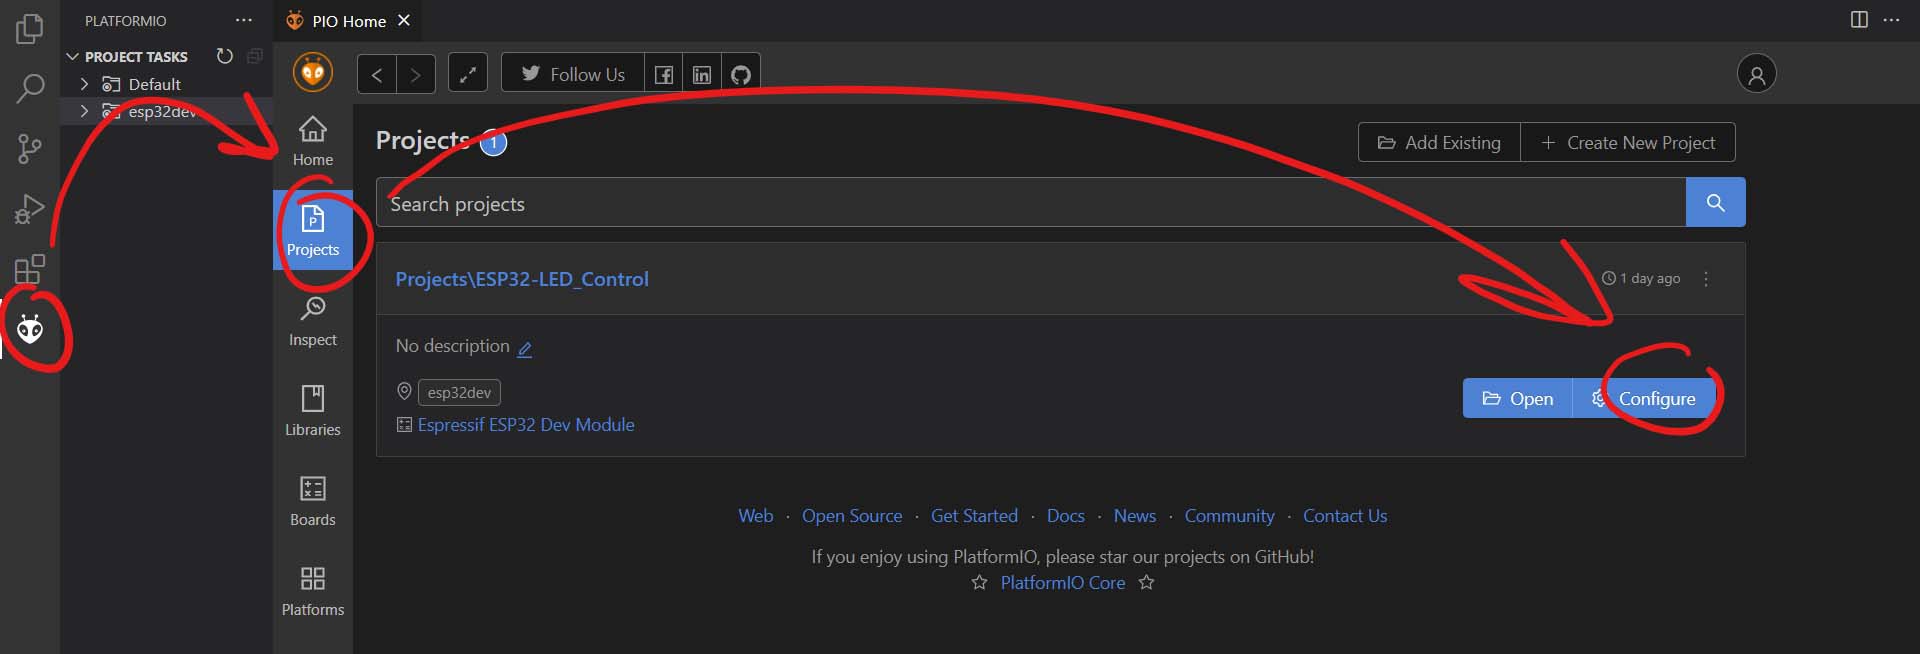 PLATFORMIO
PROJECT TASKS
Default
esp32dev
PIO Home
Follow Us
Home
Projects
Inspect
Libraries
Boards
Platforms
Projects 1
Add Existing
Create New Project
Search projects
Projects\ESP32-LED_Control
1 day ago
No description
esp32dev
Espressif ESP32 Dev Module
Open
Configure
Web · Open Source · Get Started · Docs · News · Community · Contact Us
If you enjoy using PlatformIO, please star our projects on GitHub!
PlatformIO Core